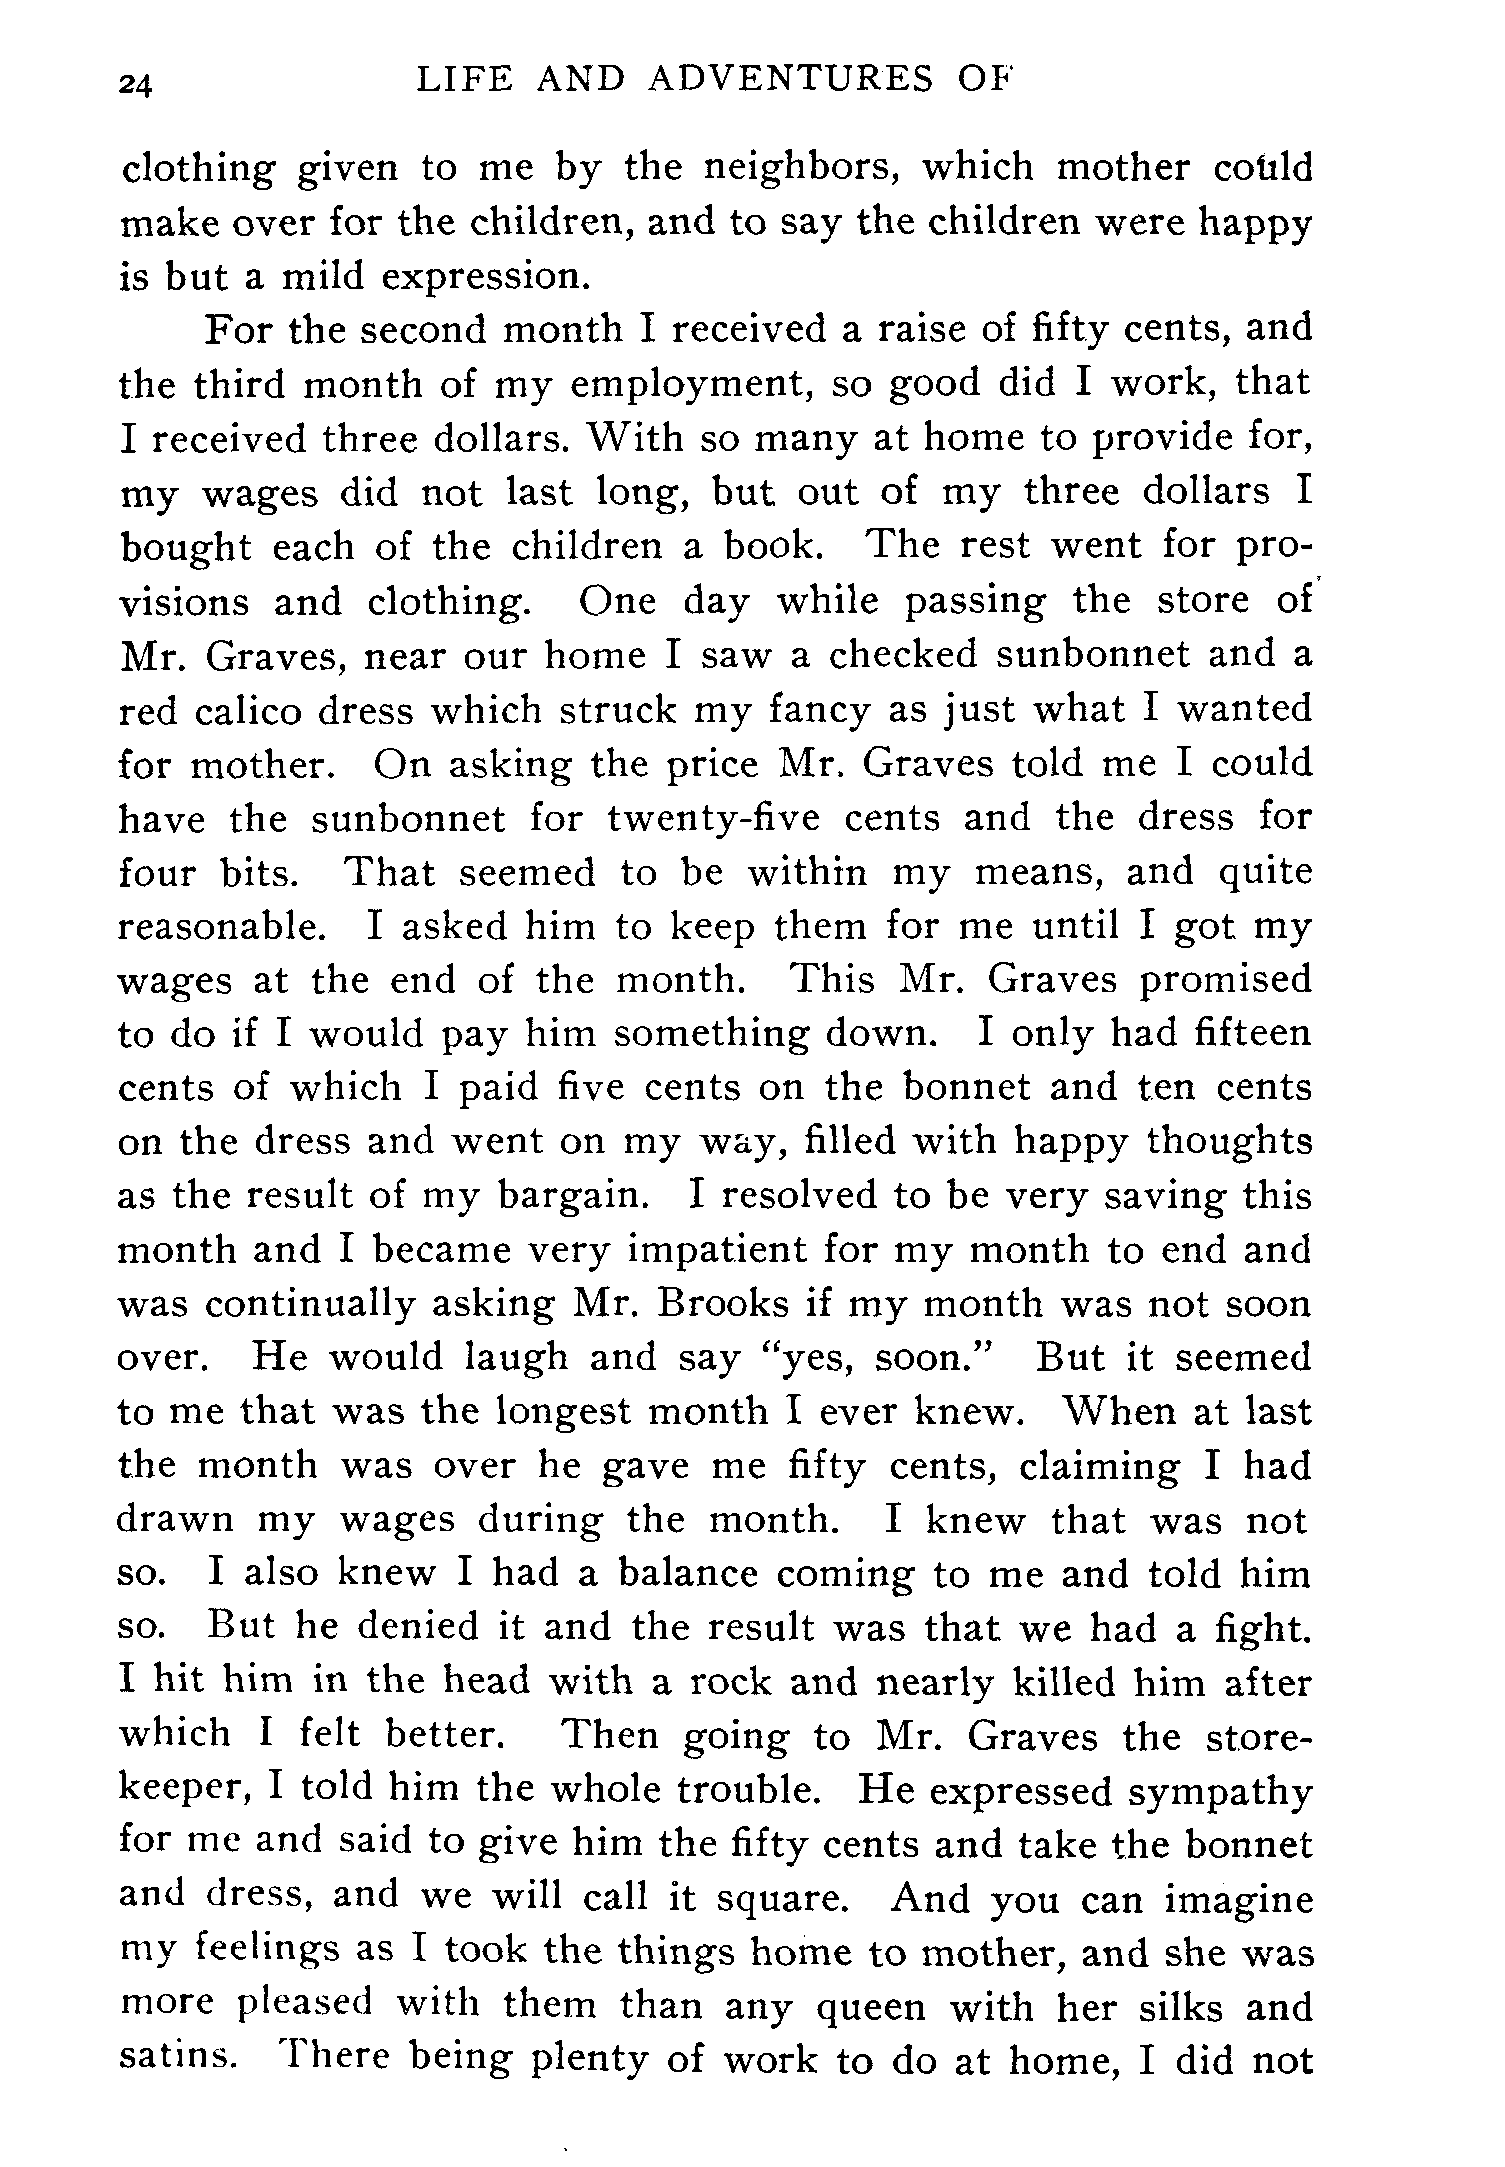 24 LIFE AND ADVENTURES OF
clothing given to me by the neighbors, which mother could
make over for the children, and to say the children were happy
is but a mild expression.
For the second month I received a raise of fifty cents, and
the third month of my employment, so good did I work, that
I received three dollars. With so many at home to provide for,
my wages did not last long, but out of my three dollars I
bought each of the children a book. The rest went for pro-
visions and clothing. One day while passing the store of
Mr. Graves, near our home I saw a checked sunbonnet and a
red calico dress which struck my fancy as just what I wanted
for mother. On asking the price Mr. Graves told me I could
have the sunbonnet for twenty-five cents and the dress for
four bits. That seemed to be within my means, and quite
reasonable. I asked him to keep them for me until I got my
wages at the end of the month. This Mr. Graves promised
to do if I would pay him something down. I only had fifteen
cents of which I paid five cents on the bonnet and ten cents
on the dress and went on my way, filled with happy thoughts
as the result of my bargain. I resolved to be very saving this
month and I became very impatient for my month to end and
was continually asking Mr. Brooks if my month was not soon
over. He would laugh and say "yes, soon." But it seemed
to me that was the longest month I ever knew. When at last
the month was over he gave me fifty cents, claiming I had
drawn my wages during the month. I knew that was not
so. I also knew I had a balance coming to me and told him
so. But he denied it and the result was that we had a fight.
I hit him in the head with a rock and nearly killed him after
which I felt better. Then going to Mr. Graves the store-
keeper, I told him the whole trouble. He expressed sympathy
for me and said to give him the fifty cents and take the bonnet
and dress, and we will call it square. And you can imagine
my feelings as I took the things home to mother, and she was
more pleased with them than any queen with her silks and
satins. There being plenty of work to do at home, I did not